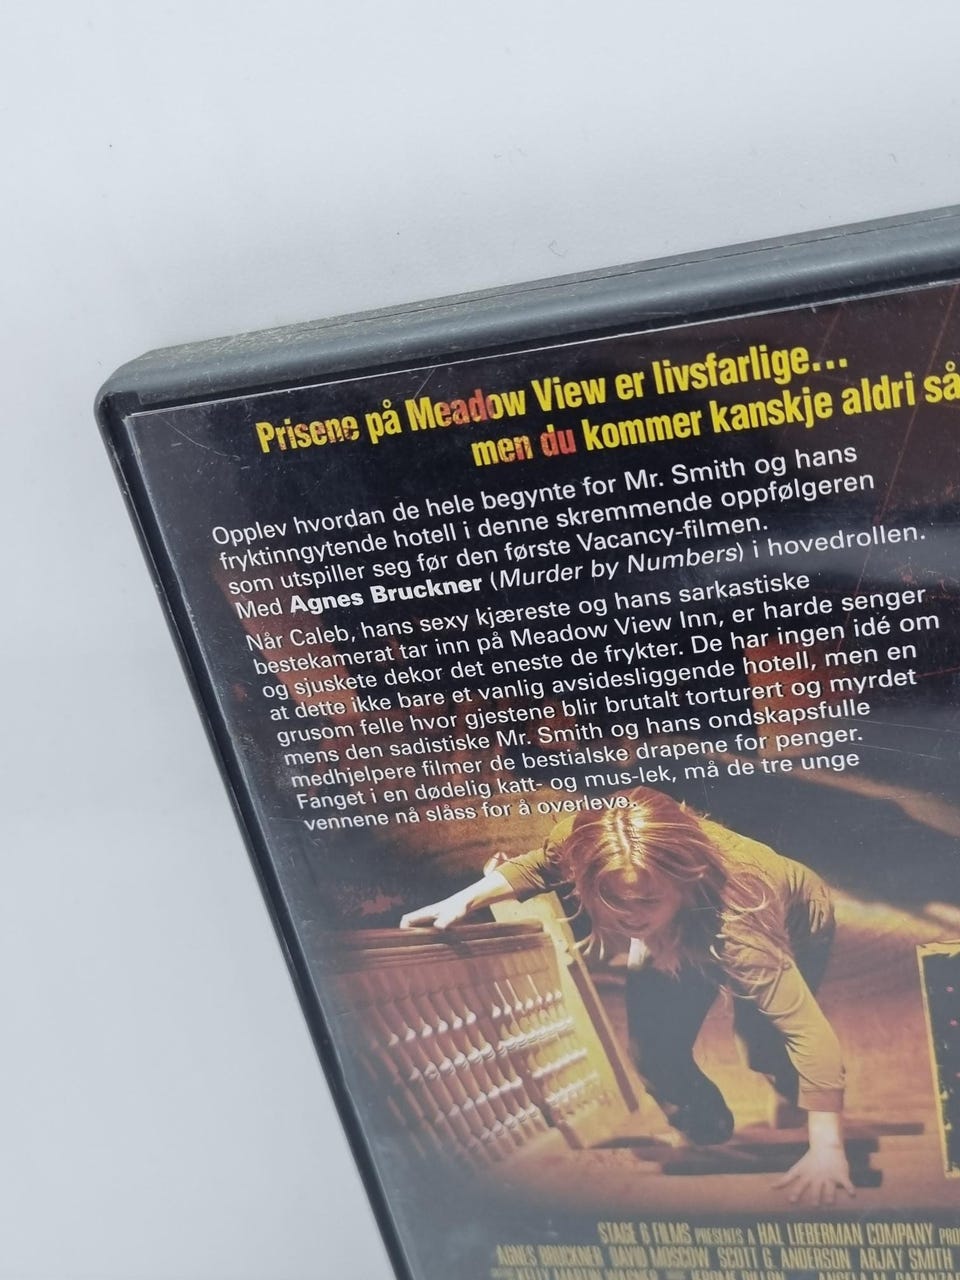 Prisene på Meadow View er livsfarlige...
men du kommer kanskje aldri så
Opplev hvordan de hele begynte for Mr. Smith og hans
fryktinngytende hotell i denne skremmende oppfølgeren
som utspiller seg før den første Vacancy-filmen.
Med Agnes Bruckner (Murder by Numbers) i hovedrollen.
Når Caleb, hans sexy kjæreste og hans sarkastiske
bestekamerat tar inn på Meadow View Inn, er harde senger
og sjuskete dekor det eneste de frykter. De har ingen idé om
at dette ikke bare et vanlig avsidesliggende hotell, men en
grusom felle hvor gjestene blir brutalt torturert og myrdet
mens den sadistiske Mr. Smith og hans ondskapsfulle
medhjelpere filmer de bestialske drapene for penger.
Fanget i en dødelig katt- og mus-lek, må de tre unge
vennene nå slåss for å overleve.
STAGE 6 FILMS PRESENTS A HAL LIEBERMAN COMPANY
AGNES BRUCKNER DAVID MOSCOW SCOTT G. ANDERSON ARJAY SMITH